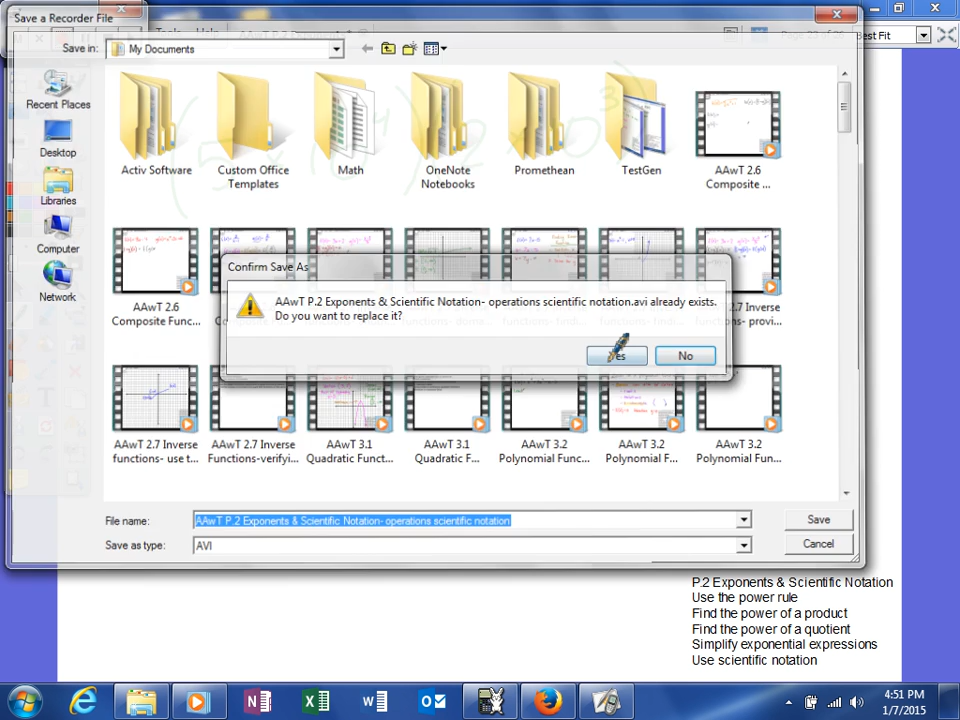 Save a Recorder File
Best Fit
Save in: My Documents
Recent Places
Desktop
Libraries
Computer
Network
Activ Software
Custom Office Templates
Math
OneNote Notebooks
Promethean
TestGen
AAwT 2.6 Composite ...
AAwT 2.6 Composite Func...
2.7 Inverse
functions- provi...
Confirm Save As
AAwT P.2 Exponents & Scientific Notation- operations scientific notation.avi already exists.
Do you want to replace it?
Yes
No
AAwT 2.7 Inverse functions- use t...
AAwT 2.7 Inverse Functions-verifyi...
AAwT 3.1 Quadratic Funct...
AAwT 3.1 Quadratic F...
AAwT 3.2 Polynomial Func...
AAwT 3.2 Polynomial F...
AAwT 3.2 Polynomial Fun...
File name: AAwT P.2 Exponents & Scientific Notation- operations scientific notation
Save
Save as type: AVI
Cancel
P.2 Exponents & Scientific Notation
Use the power rule
Find the power of a product
Find the power of a quotient
Simplify exponential expressions
Use scientific notation
4:51 PM
1/7/2015